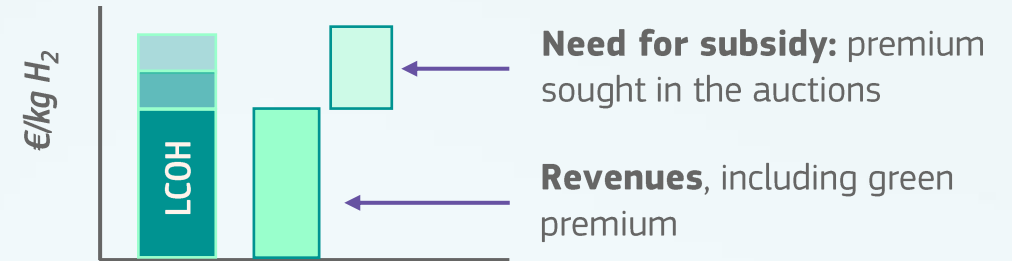 €/kg H₂
LCOH
Need for subsidy: premium
sought in the auctions
Revenues, including green
premium